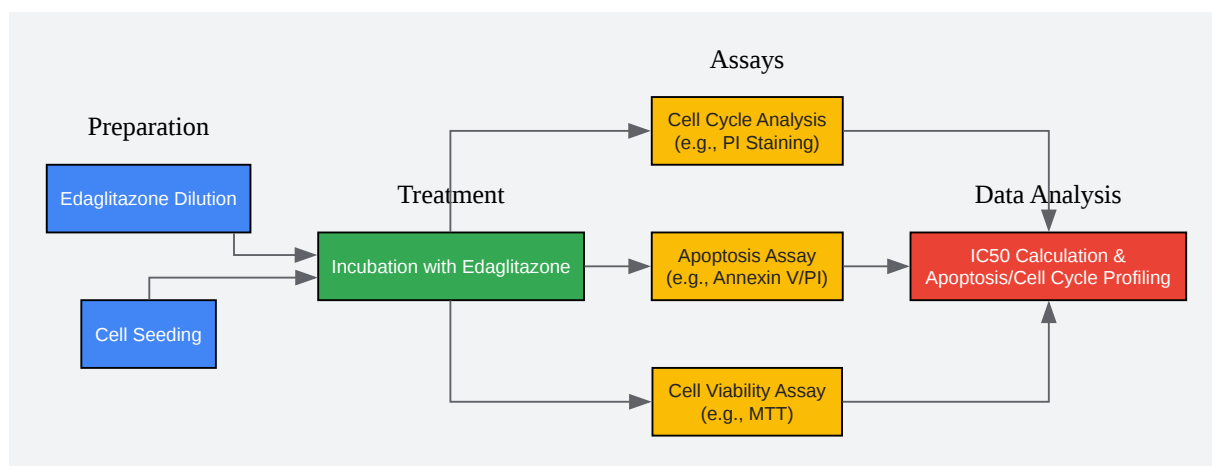 Preparation
Edaglitazone Dilution
Cell Seeding
Treatment
Incubation with Edaglitazone
Assays
Cell Cycle Analysis
(e.g., PI Staining)
Apoptosis Assay
(e.g., Annexin V/PI)
Cell Viability Assay
(e.g., MTT)
Data Analysis
IC50 Calculation &
Apoptosis/Cell Cycle Profiling